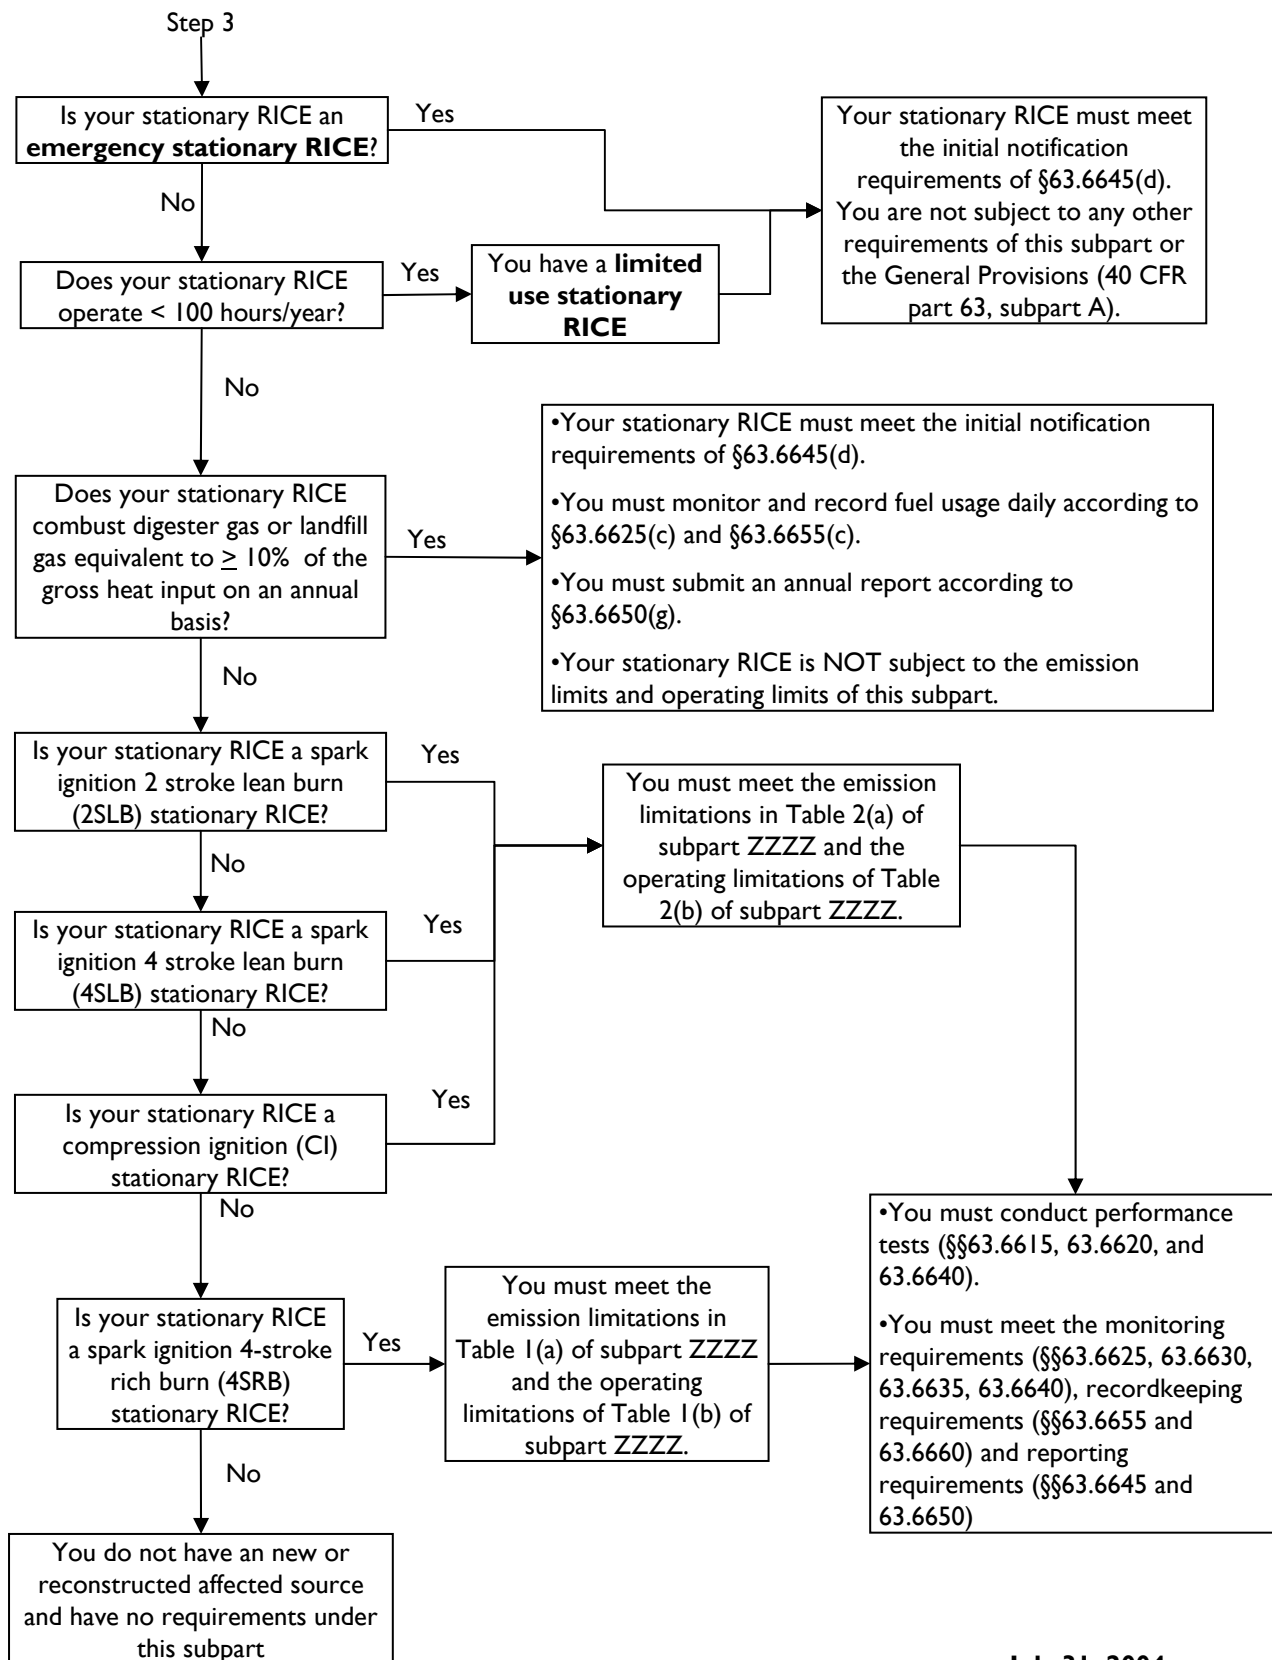 Step 3
Is your stationary RICE an
emergency stationary RICE?
Yes
Your stationary RICE must meet
the initial notification
requirements of §63.6645(d).
You are not subject to any other
requirements of this subpart or
the General Provisions (40 CFR
part 63, subpart A).
No
Does your stationary RICE
operate < 100 hours/year?
Yes
You have a limited
use stationary
RICE
No
Does your stationary RICE
combust digester gas or landfill
gas equivalent to ≥ 10% of the
gross heat input on an annual
basis?
Yes
•Your stationary RICE must meet the initial notification
requirements of §63.6645(d).
•You must monitor and record fuel usage daily according to
§63.6625(c) and §63.6655(c).
•You must submit an annual report according to
§63.6650(g).
•Your stationary RICE is NOT subject to the emission
limits and operating limits of this subpart.
No
Is your stationary RICE a spark
ignition 2 stroke lean burn
(2SLB) stationary RICE?
Yes
You must meet the emission
limitations in Table 2(a) of
subpart ZZZZ and the
operating limitations of Table
2(b) of subpart ZZZZ.
No
Is your stationary RICE a spark
ignition 4 stroke lean burn
(4SLB) stationary RICE?
Yes
No
Is your stationary RICE a
compression ignition (CI)
stationary RICE?
Yes
No
Is your stationary RICE
a spark ignition 4-stroke
rich burn (4SRB)
stationary RICE?
Yes
You must meet the
emission limitations in
Table 1(a) of subpart ZZZZ
and the operating
limitations of Table 1(b) of
subpart ZZZZ.
•You must conduct performance
tests (§§63.6615, 63.6620, and
63.6640).
•You must meet the monitoring
requirements (§§63.6625, 63.6630,
63.6635, 63.6640), recordkeeping
requirements (§§63.6655 and
63.6660) and reporting
requirements (§§63.6645 and
63.6650)
No
You do not have an new or
reconstructed affected source
and have no requirements under
this subpart
July 31, 2004